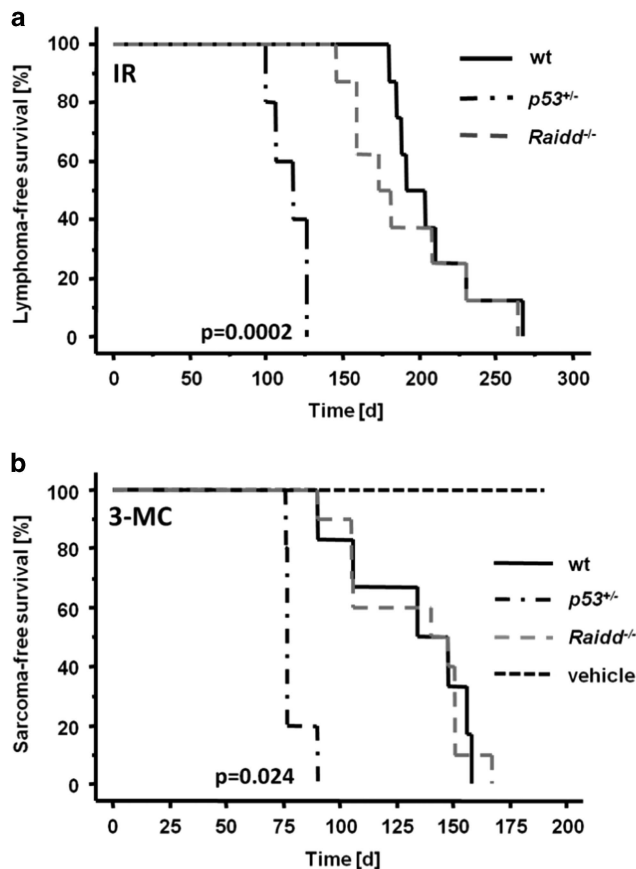 a
Lymphoma-free survival [%]
100
80
60
40
20
0
IR
wt
p53+/-
Raidd-/-
p=0.0002
0 50 100 150 200 250 300
Time [d]
b
Sarcoma-free survival [%]
100
80
60
40
20
0
3-MC
wt
p53+/-
Raidd-/-
vehicle
p=0.024
0 25 50 75 100 125 150 175 200
Time [d]